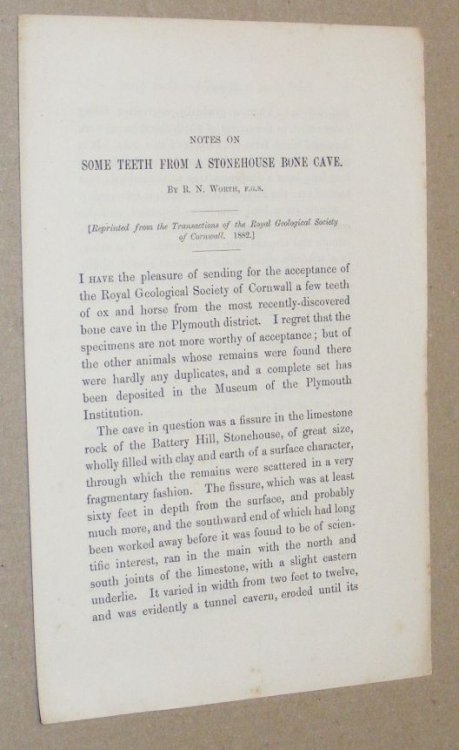 NOTES ON
SOME TEETH FROM A STONEHOUSE BONE CAVE.
BY R. N. WORTH, F.G.S.
[Reprinted from the Transactions of the Royal Geological Society
of Cornwall. 1882.]
I HAVE the pleasure of sending for the acceptance of
the Royal Geological Society of Cornwall a few teeth
of ox and horse from the most recently-discovered
bone cave in the Plymouth district. I regret that the
specimens are not more worthy of acceptance; but of
the other animals whose remains were found there
were hardly any duplicates, and a complete set has
been deposited in the Museum of the Plymouth
Institution.
The cave in question was a fissure in the limestone
rock of the Battery Hill, Stonehouse, of great size,
wholly filled with clay and earth of a surface character,
through which the remains were scattered in a very
fragmentary fashion. The fissure, which was at least
sixty feet in depth from the surface, and probably
much more, and the southward end of which had long
been worked away before it was found to be of scien-
tific interest, ran in the main with the north and
south joints of the limestone, with a slight eastern
underlie. It varied in width from two feet to twelve,
and was evidently a tunnel cavern, eroded until its